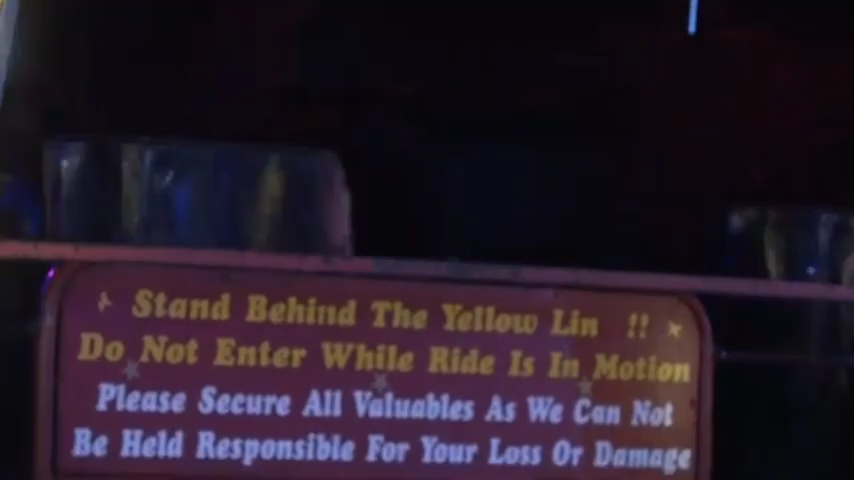 Stand Behind The Yellow Lin !!
Do Not Enter While Ride Is In Motion
Please Secure All Valuables As We Can Not
Be Held Responsible For Your Loss Or Damage